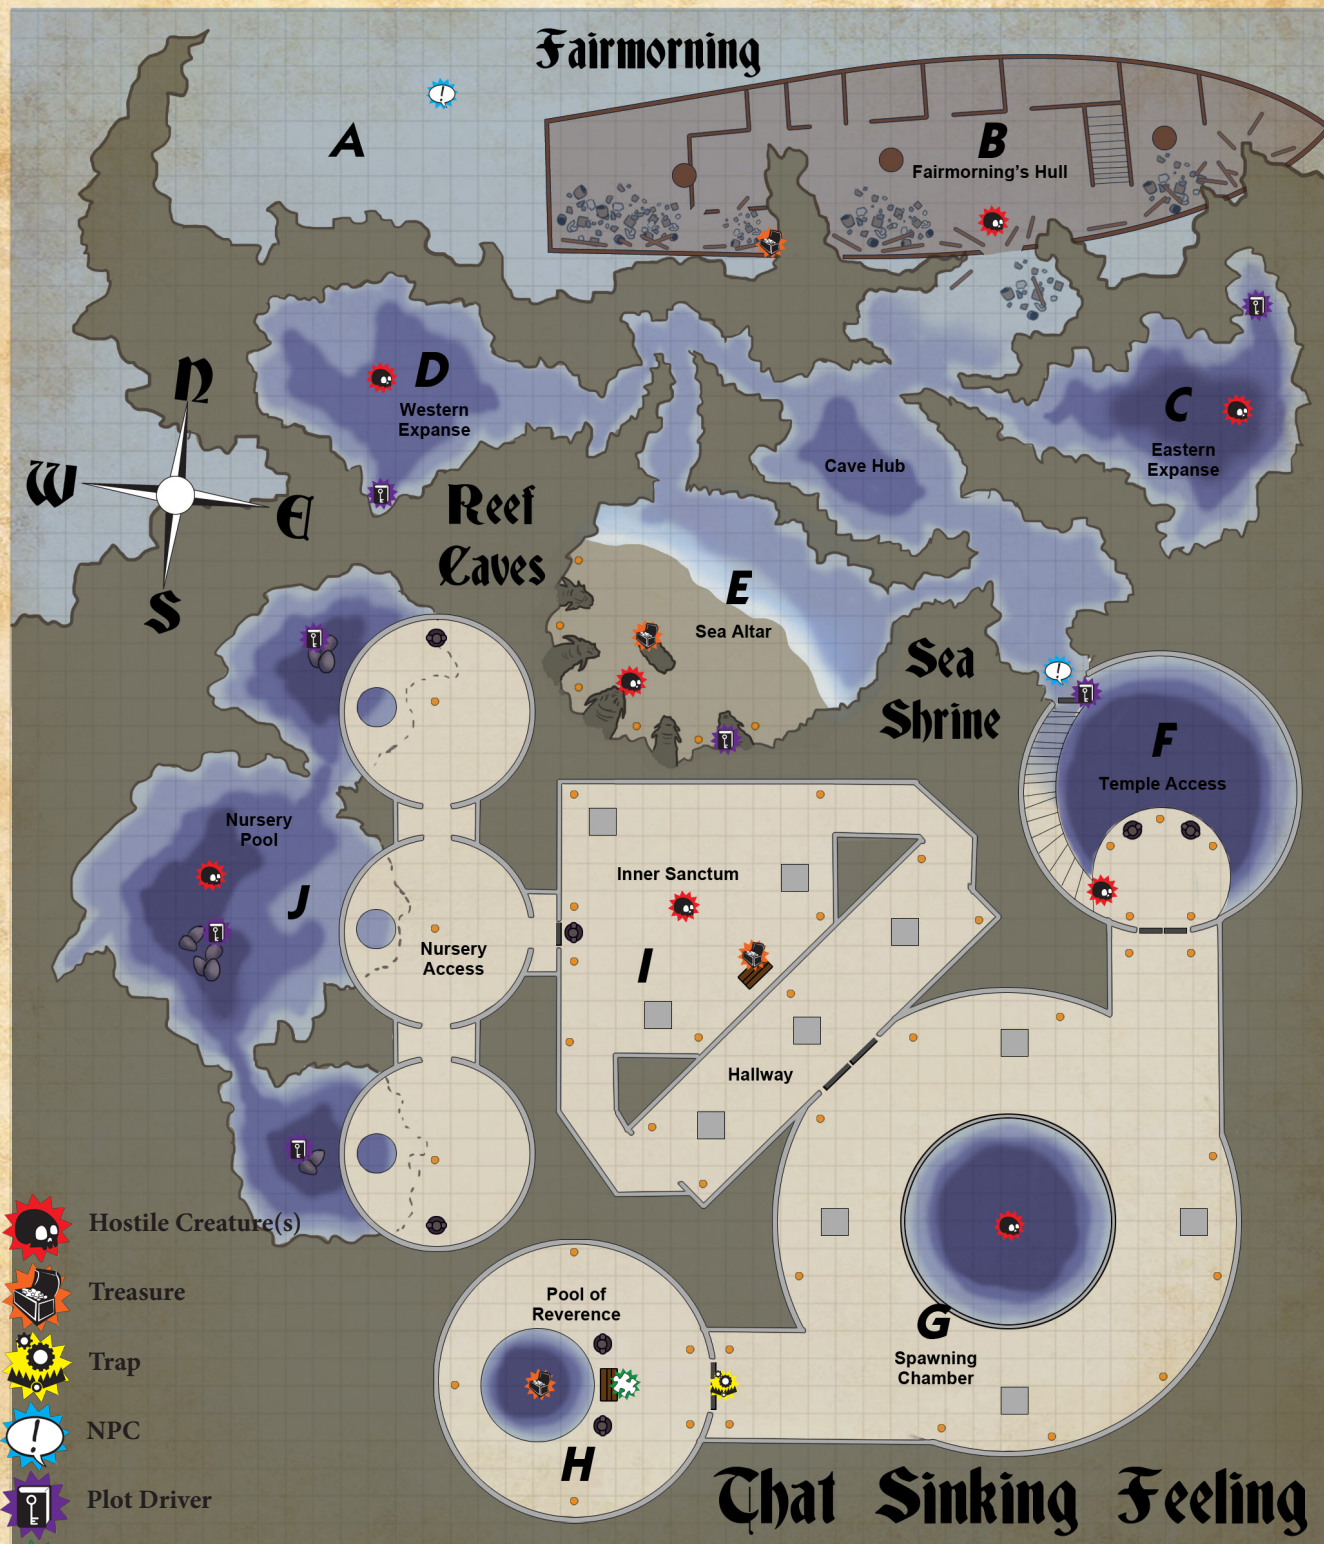 Fairmorning
A
B
Fairmorning's Hull
N
W
E
S
D
Western
Expanse
C
Eastern
Expanse
Cave Hub
Reef
Caves
E
Sea Altar
Sea
Shrine
F
Temple Access
Nursery
Pool
J
Nursery
Access
Inner Sanctum
I
Hallway
G
Spawning
Chamber
Pool of
Reverence
H
Hostile Creature(s)
Treasure
Trap
NPC
Plot Driver
That Sinking Feeling